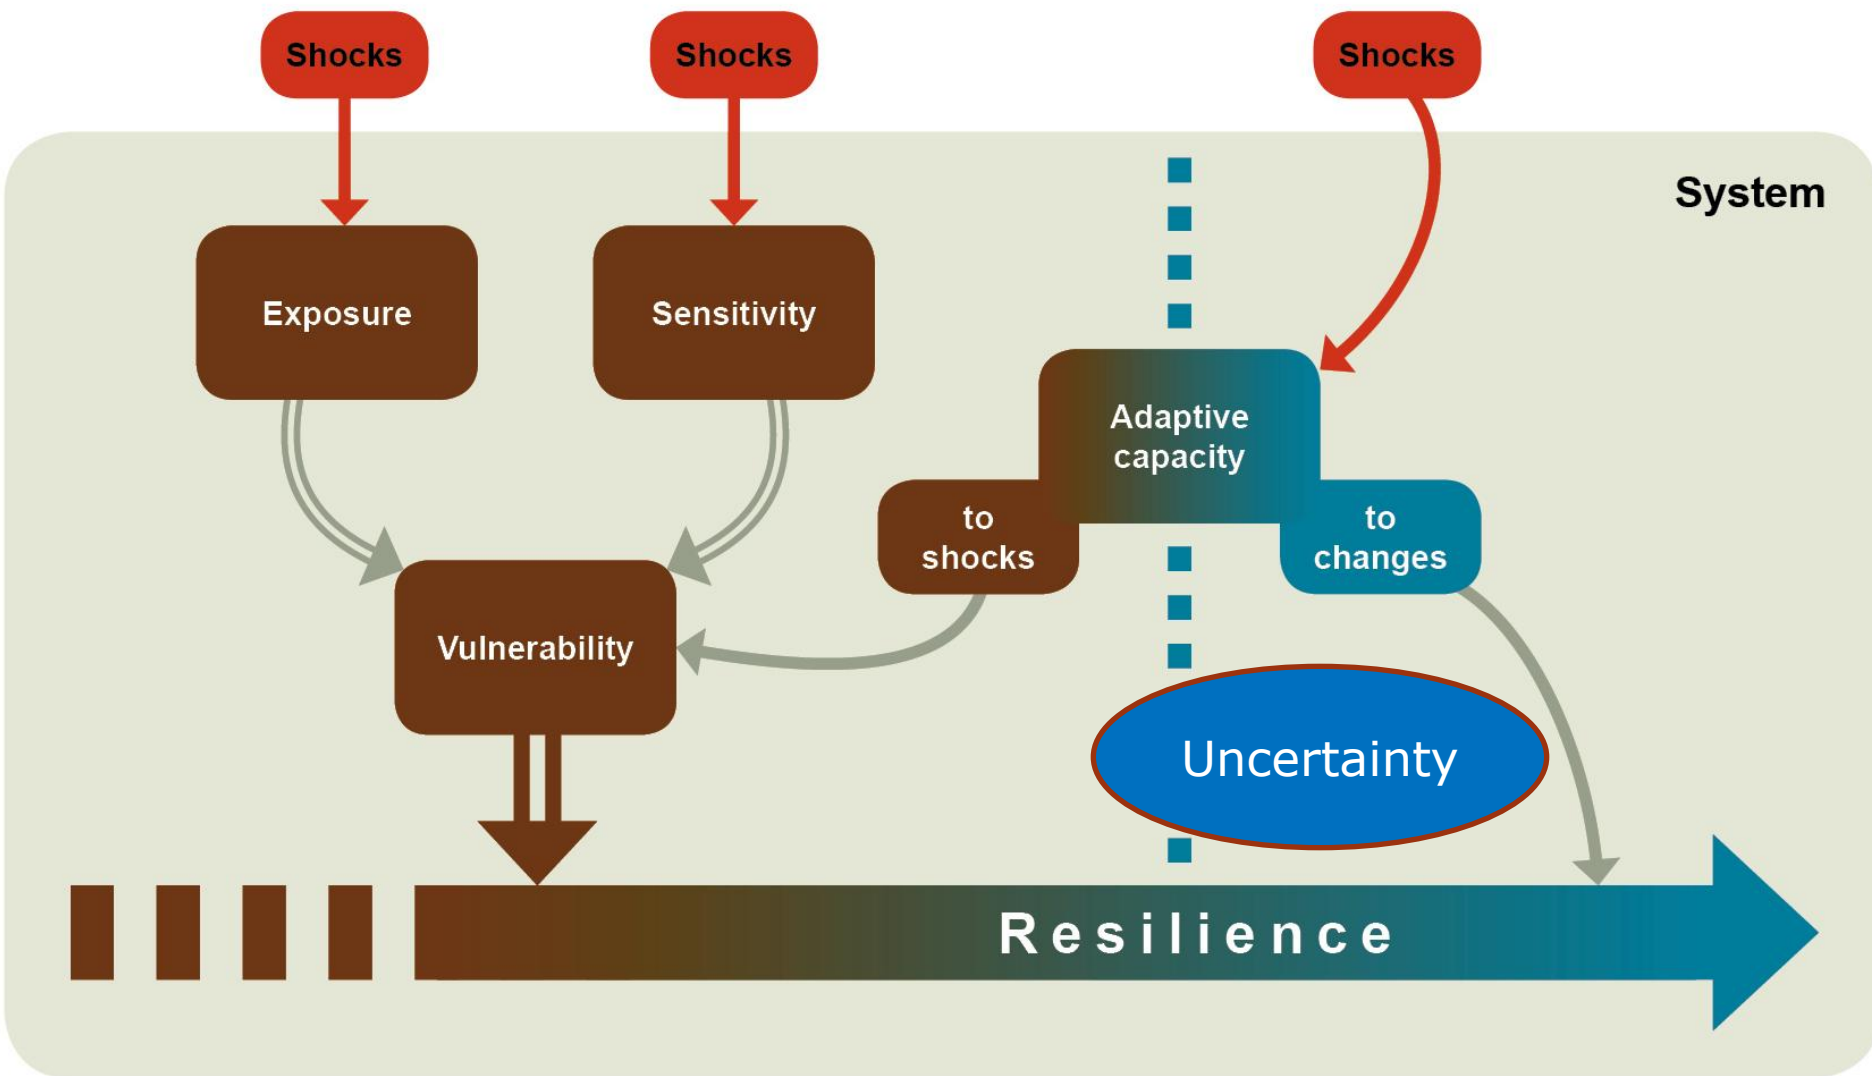 Shocks
Shocks
Shocks
System
Exposure
Sensitivity
Adaptive
capacity
to
shocks
to
changes
Vulnerability
Uncertainty
Resilience